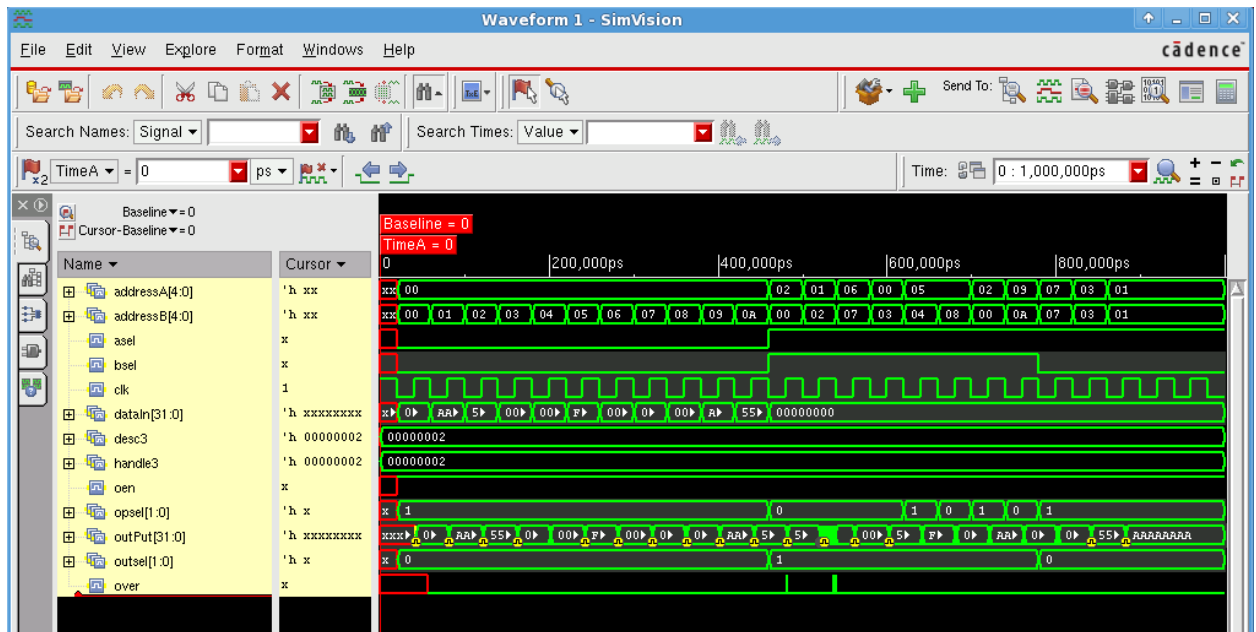 Waveform 1 - SimVision
File Edit View Explore Format Windows Help cādence
Send To:
Search Names: Signal Search Times: Value
x2 TimeA = 0 ps Time: 0 : 1,000,000ps
Baseline = 0
Cursor-Baseline = 0
Baseline = 0
TimeA = 0
Name Cursor 0 200,000ps 400,000ps 600,000ps 800,000ps
addressA[4:0] 'h xx xx 00 02 01 06 00 05 02 09 07 03 01
addressB[4:0] 'h xx xx 00 01 02 03 04 05 06 07 08 09 0A 00 02 07 03 04 08 00 0A 07 03 01
asel x
bsel x
clk 1
dataIn[31:0] 'h xxxxxxxx x 0 AA 5 00 00 F 00 0 00 A 55 00000000
desc3 'h 00000002 00000002
handle3 'h 00000002 00000002
oen x
opsel[1:0] 'h x x 1 0 1 0 1 0 1
outPut[31:0] 'h xxxxxxxx xxx 0 AA 55 0 00 F 00 0 0 AA 5 5 00 5 F 0 AA 0 0 55 AAAAAAAA
outsel[1:0] 'h x x 0 1 0
over x